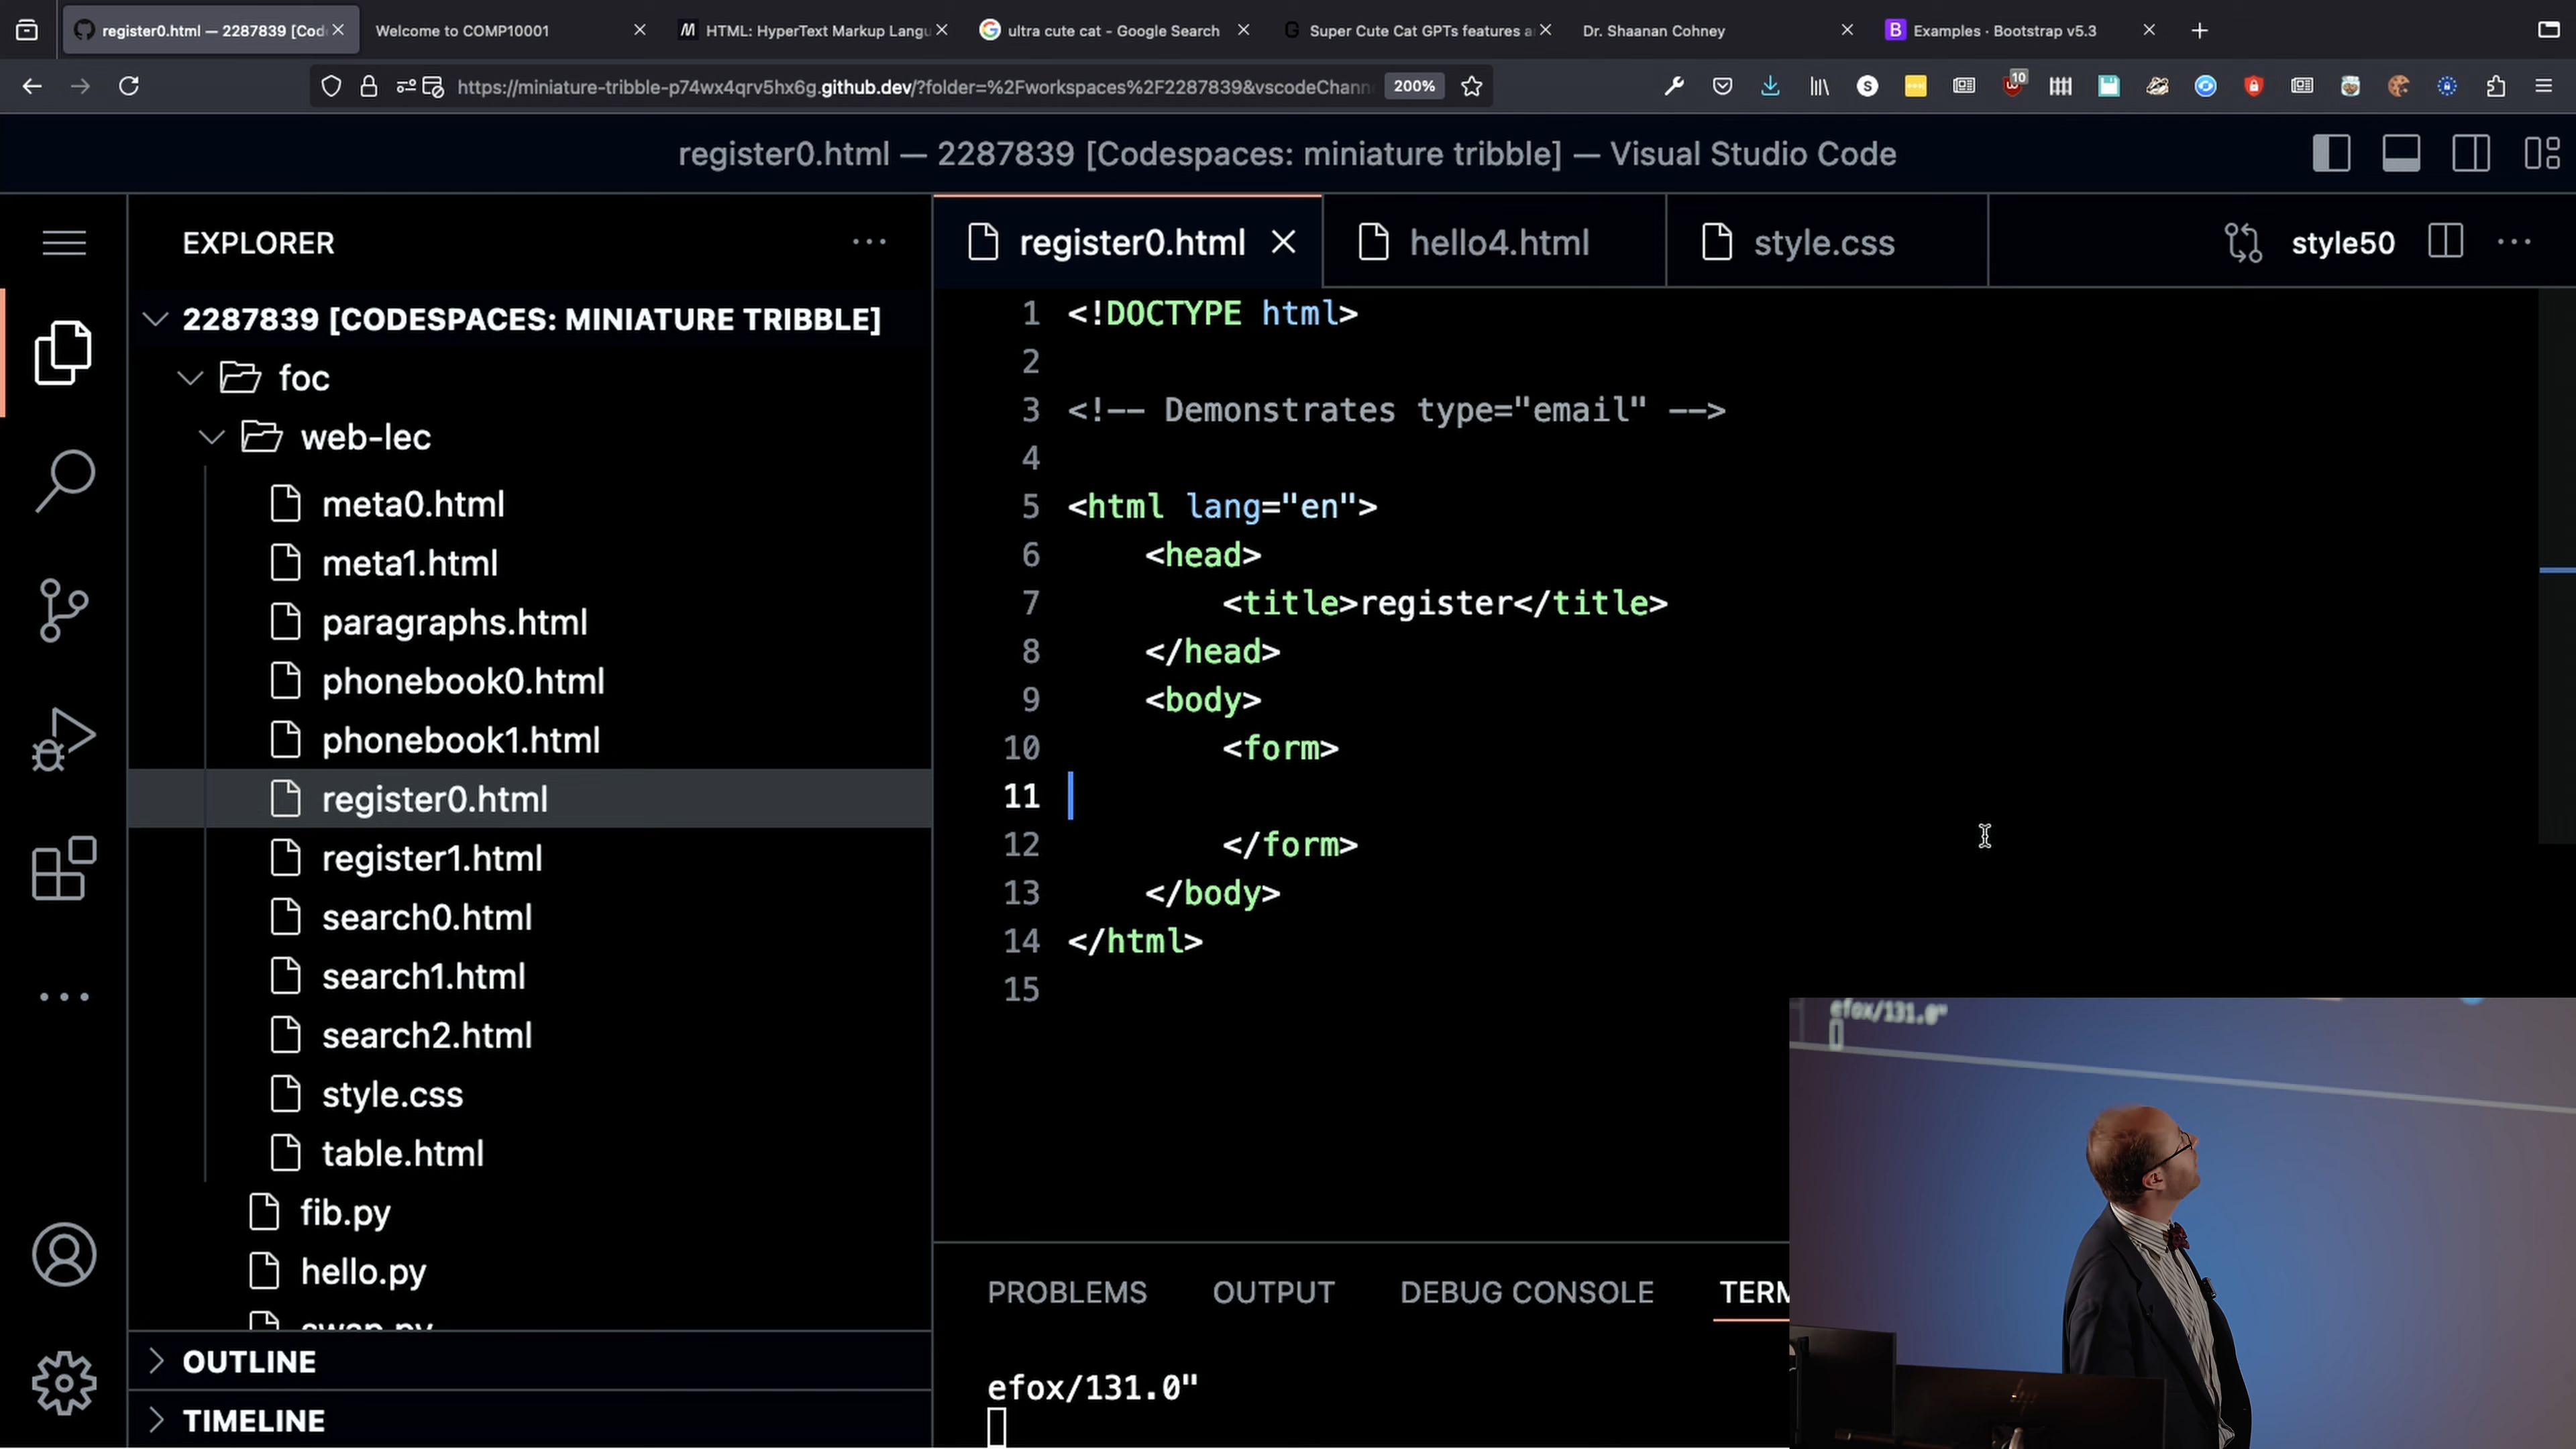 register0.html — 2287839 [Cod
Welcome to COMP10001
HTML: HyperText Markup Langu
ultra cute cat - Google Search
Super Cute Cat GPTs features a
Dr. Shaanan Cohney
Examples · Bootstrap v5.3
https://miniature-tribble-p74wx4qrv5hx6g.github.dev/?folder=%2Fworkspaces%2F2287839&vscodeChann
200%
10
register0.html — 2287839 [Codespaces: miniature tribble] — Visual Studio Code
EXPLORER
2287839 [CODESPACES: MINIATURE TRIBBLE]
foc
web-lec
meta0.html
meta1.html
paragraphs.html
phonebook0.html
phonebook1.html
register0.html
register1.html
search0.html
search1.html
search2.html
style.css
table.html
fib.py
hello.py
swap.py
OUTLINE
TIMELINE
register0.html
hello4.html
style.css
style50
1 <!DOCTYPE html>
2
3 <!-- Demonstrates type="email" -->
4
5 <html lang="en">
6 <head>
7 <title>register</title>
8 </head>
9 <body>
10 <form>
11
12 </form>
13 </body>
14 </html>
15
PROBLEMS
OUTPUT
DEBUG CONSOLE
TERM
efox/131.0"
efox/131.0"